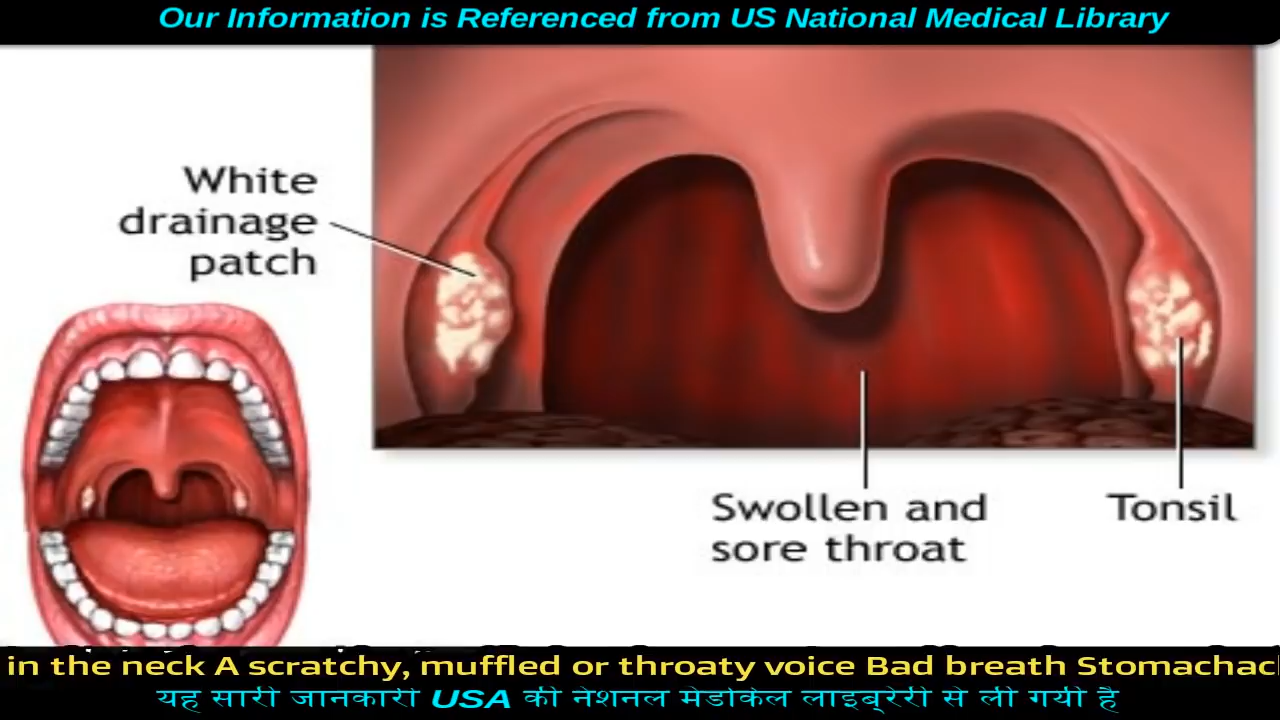 Our Information is Referenced from US National Medical Library
White
drainage
patch
Swollen and
sore throat
Tonsil
in the neck A scratchy, muffled or throaty voice Bad breath Stomachach
यह सारी जानकारी USA की नेशनल मेडिकल लाइब्रेरी से ली गयी है